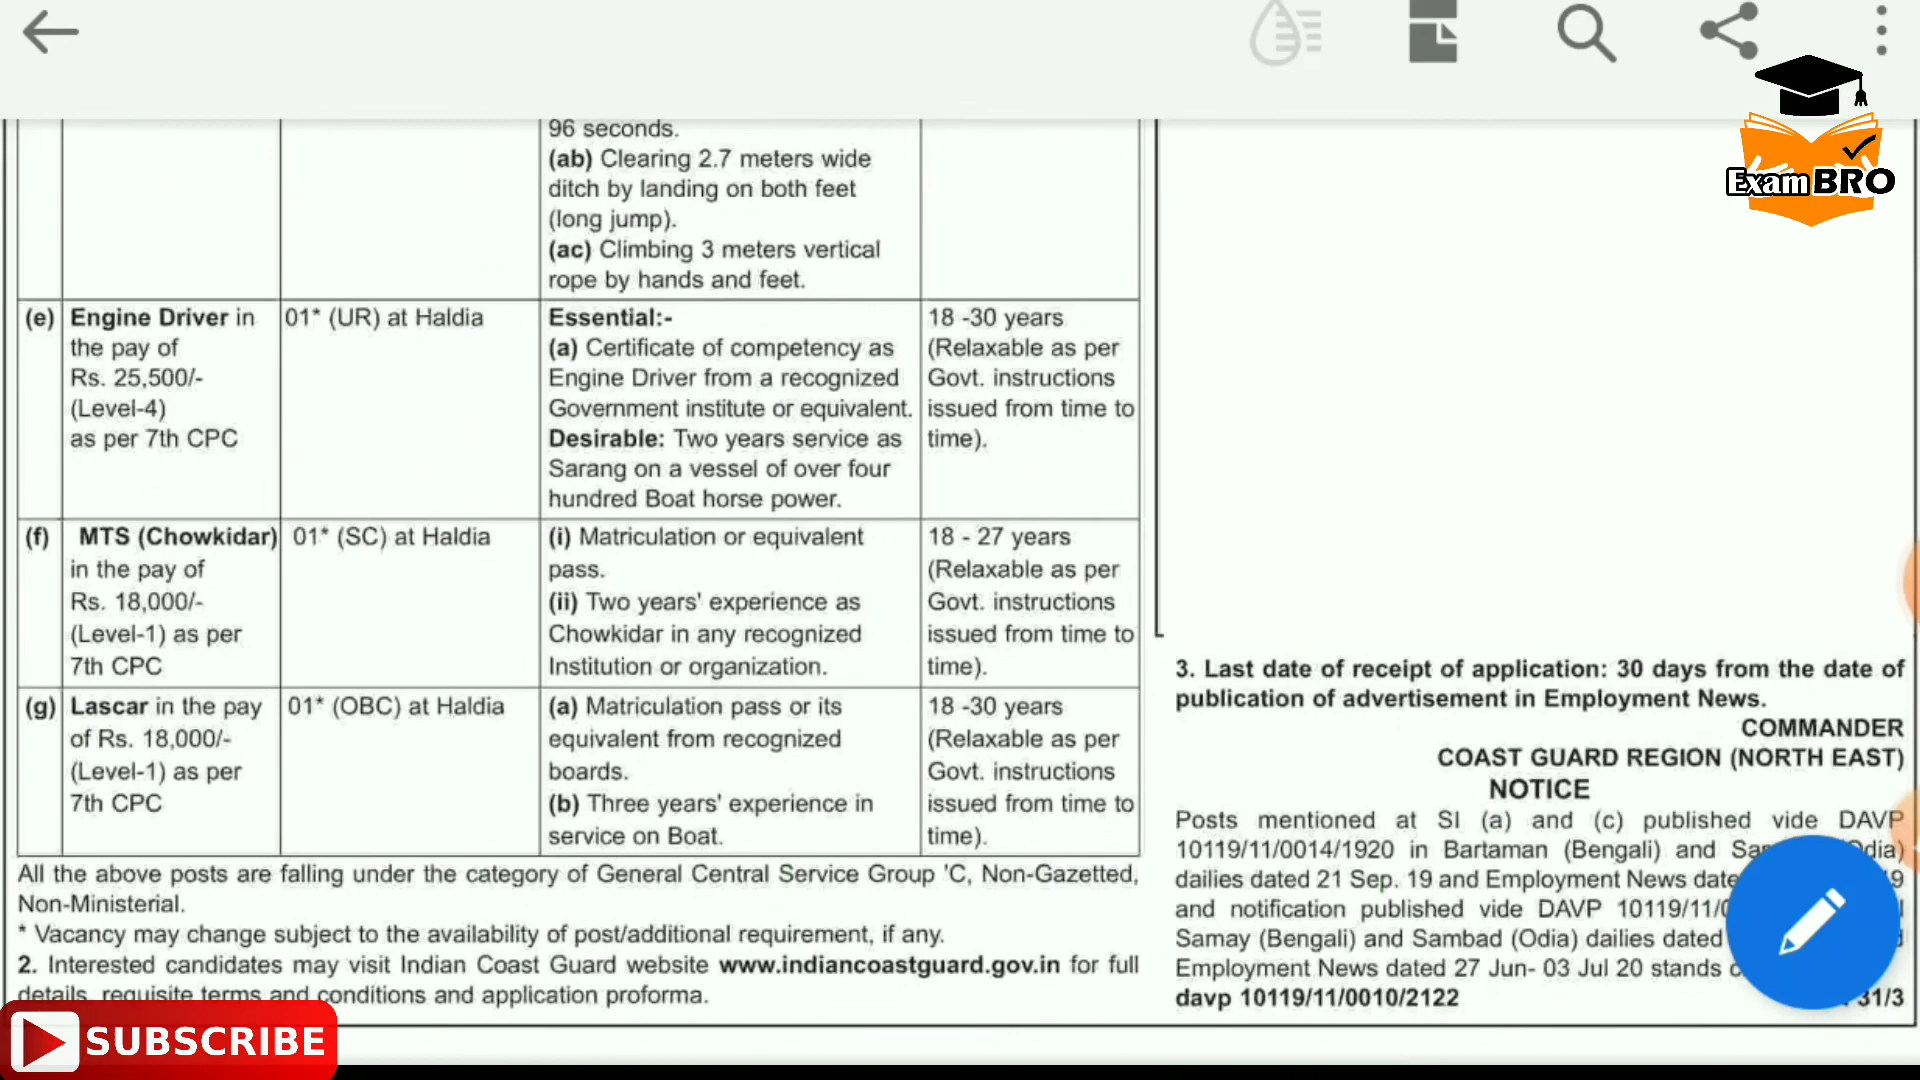 96 seconds.
(ab) Clearing 2.7 meters wide
ditch by landing on both feet
(long jump).
(ac) Climbing 3 meters vertical
rope by hands and feet.
(e) Engine Driver in
the pay of
Rs. 25,500/-
(Level-4)
as per 7th CPC
01* (UR) at Haldia
Essential:-
(a) Certificate of competency as
Engine Driver from a recognized
Government institute or equivalent.
Desirable: Two years service as
Sarang on a vessel of over four
hundred Boat horse power.
18 -30 years
(Relaxable as per
Govt. instructions
issued from time to
time).
(f) MTS (Chowkidar)
in the pay of
Rs. 18,000/-
(Level-1) as per
7th CPC
01* (SC) at Haldia
(i) Matriculation or equivalent
pass.
(ii) Two years' experience as
Chowkidar in any recognized
Institution or organization.
18 - 27 years
(Relaxable as per
Govt. instructions
issued from time to
time).
(g) Lascar in the pay
of Rs. 18,000/-
(Level-1) as per
7th CPC
01* (OBC) at Haldia
(a) Matriculation pass or its
equivalent from recognized
boards.
(b) Three years' experience in
service on Boat.
18 -30 years
(Relaxable as per
Govt. instructions
issued from time to
time).
All the above posts are falling under the category of General Central Service Group 'C, Non-Gazetted,
Non-Ministerial.
* Vacancy may change subject to the availability of post/additional requirement, if any.
2. Interested candidates may visit Indian Coast Guard website www.indiancoastguard.gov.in for full
details, requisite terms and conditions and application proforma.
3. Last date of receipt of application: 30 days from the date of
publication of advertisement in Employment News.
COMMANDER
COAST GUARD REGION (NORTH EAST)
NOTICE
Posts mentioned at SI (a) and (c) published vide DAVP
10119/11/0014/1920 in Bartaman (Bengali) and
dailies dated 21 Sep. 19 and Employment News
and notification published vide DAVP
Samay (Bengali) and Sambad (Odia) dailies dated
Employment News dated 27 Jun- 03 Jul 20 stands
davp 10119/11/0010/2122 31/3
ExamBRO
SUBSCRIBE